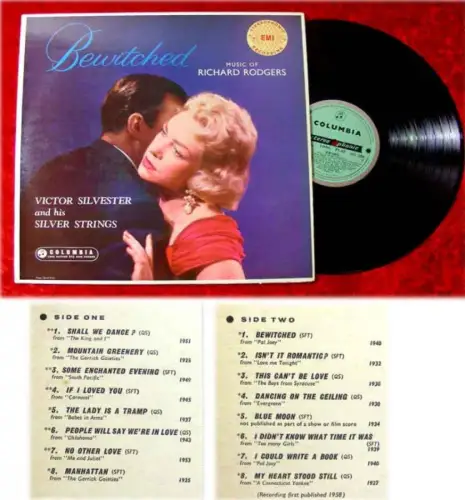 Bewitched
EMI
MUSIC OF
RICHARD RODGERS
VICTOR SILVESTER
and his
SILVER STRINGS
COLUMBIA
COLUMBIA
● SIDE ONE
**1. SHALL WE DANCE? (QS)
from "The King and I" 1951
*2. MOUNTAIN GREENERY (QS)
from "The Garrick Gaieties" 1926
*3. SOME ENCHANTED EVENING (SFT)
from "South Pacific" 1949
**4. IF I LOVED YOU (SFT)
from "Carousel" 1945
*5. THE LADY IS A TRAMP (QS)
from "Babes in Arms" 1937
**6. PEOPLE WILL SAY WE'RE IN LOVE (QS)
from "Oklahoma" 1943
*7. NO OTHER LOVE (SFT)
from "Me and Juliet" 1953
*8. MANHATTAN (SFT)
from "The Garrick Gaieties" 1925
● SIDE TWO
*1. BEWITCHED (SFT)
from "Pal Joey" 1940
*2. ISN'T IT ROMANTIC? (SFT)
from "Love me Tonight" 1932
*3. THIS CAN'T BE LOVE (QS)
from "The Boys from Syracuse" 1938
*4. DANCING ON THE CEILING (QS)
from "Evergreen" 1930
*5. BLUE MOON (SFT)
not published as part of a show or film score 1934
*6. I DIDN'T KNOW WHAT TIME IT WAS
from "Too many Girls" (SFT) 1939
*7. I COULD WRITE A BOOK (QS)
from "Pal Joey" 1940
*8. MY HEART STOOD STILL (QS)
from "A Connecticut Yankee" 1927
(Recording first published 1958)